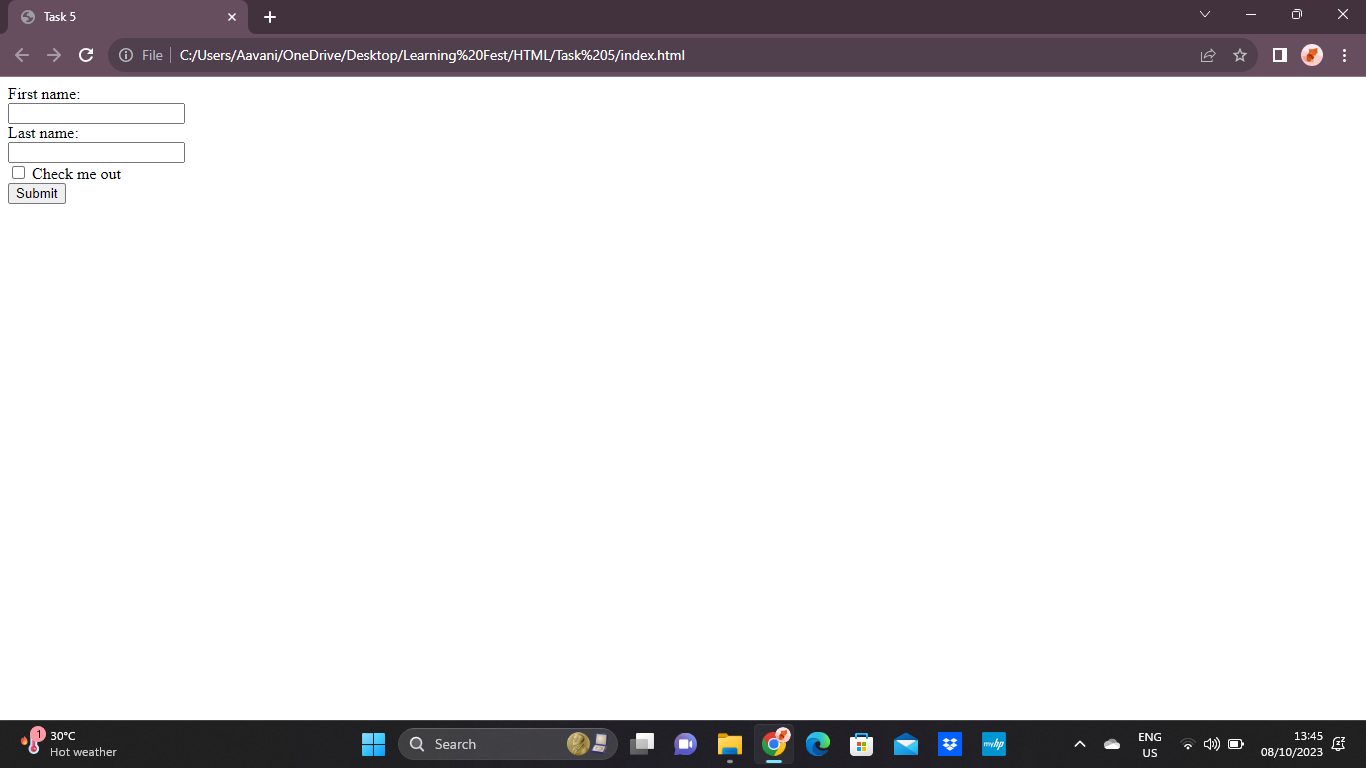 Task 5
File
C:/Users/Aavani/OneDrive/Desktop/Learning%20Fest/HTML/Task%205/index.html
First name:
Last name:
Check me out
Submit
1
30°C
Hot weather
Search
myhp
ENG
US
13:45
08/10/2023